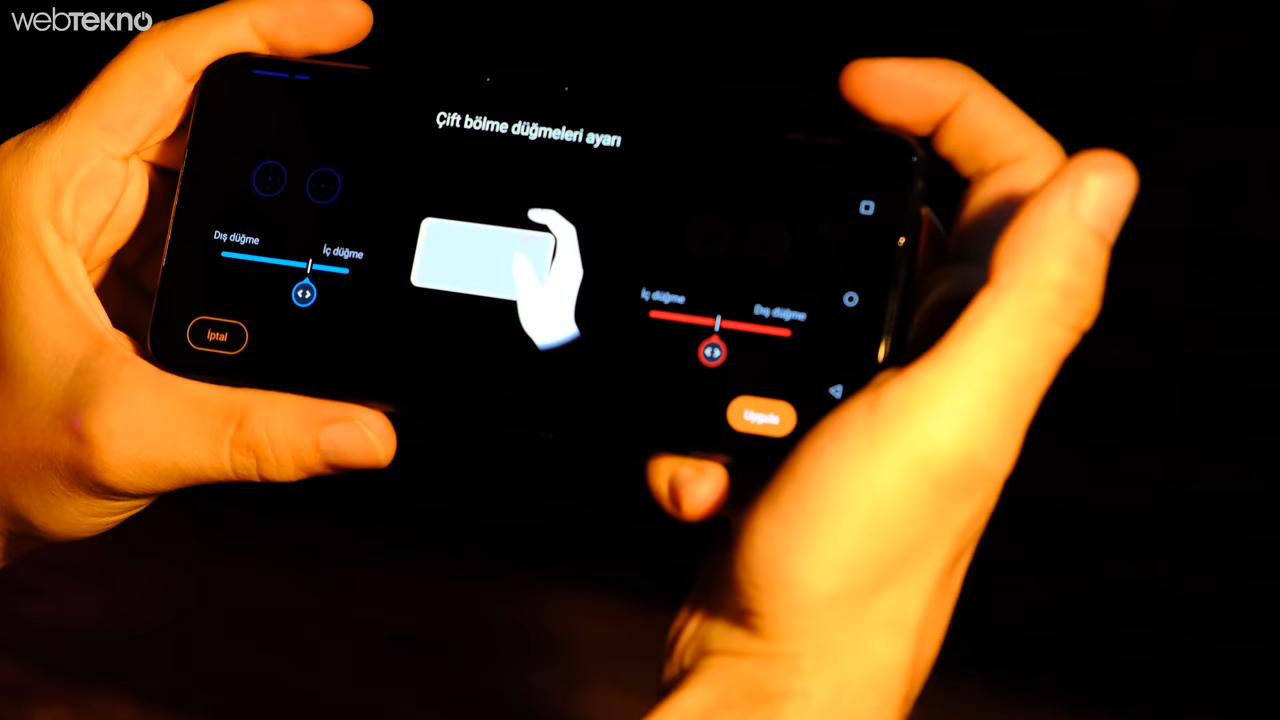 webTEKNO
Çift bölme düğmeleri ayarı
Dış düğme
İç düğme
İç düğme
Dış düğme
İptal
Uygula